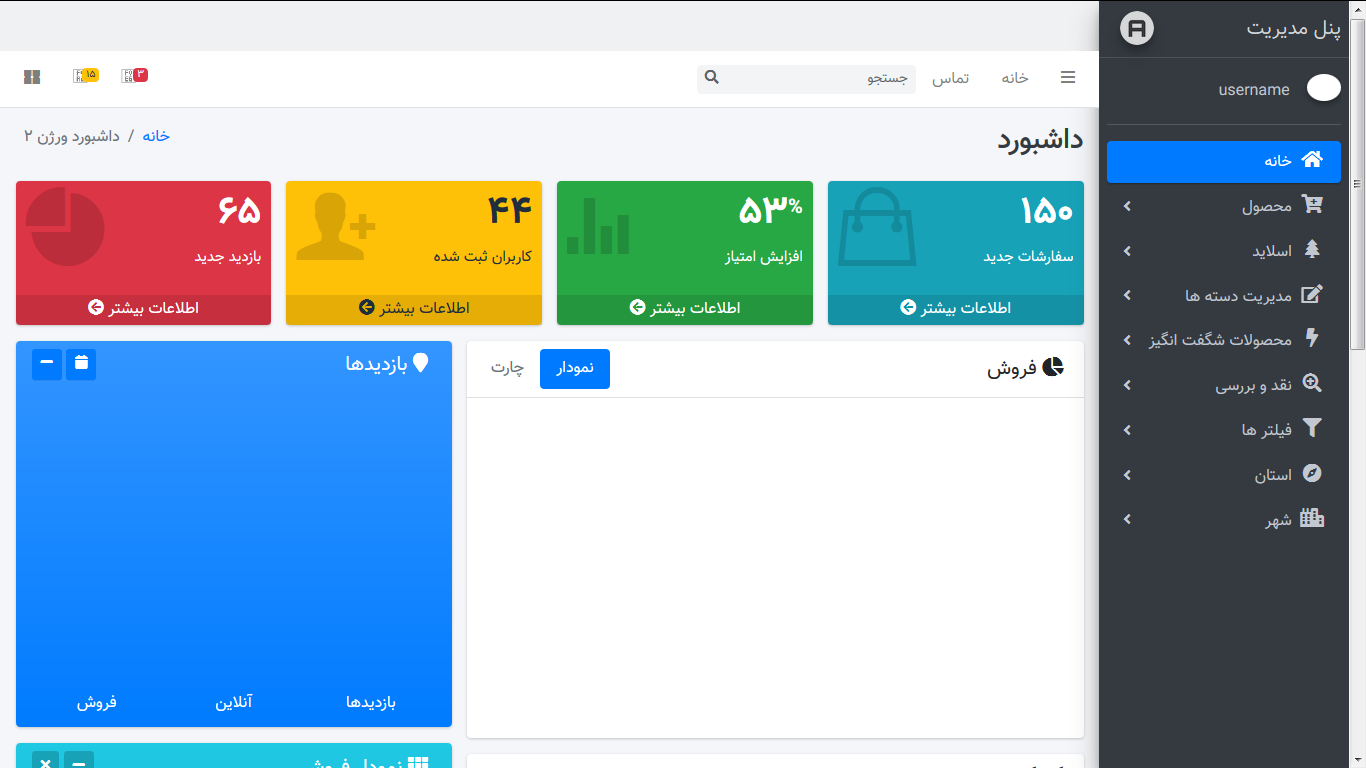 پنل مدیریت
username
خانه
محصول
اسلاید
مدیریت دسته ها
محصولات شگفت انگیز
نقد و بررسی
فیلتر ها
استان
شهر
خانه
تماس
جستجو
۳
۱۵
داشبورد
خانه / داشبورد ورژن ۲
۱۵۰
سفارشات جدید
اطلاعات بیشتر
۵۳%
افزایش امتیاز
اطلاعات بیشتر
۴۴
کاربران ثبت شده
اطلاعات بیشتر
۶۵
بازدید جدید
اطلاعات بیشتر
فروش
نمودار
چارت
بازدیدها
بازدیدها
آنلاین
فروش
نمودار فروش